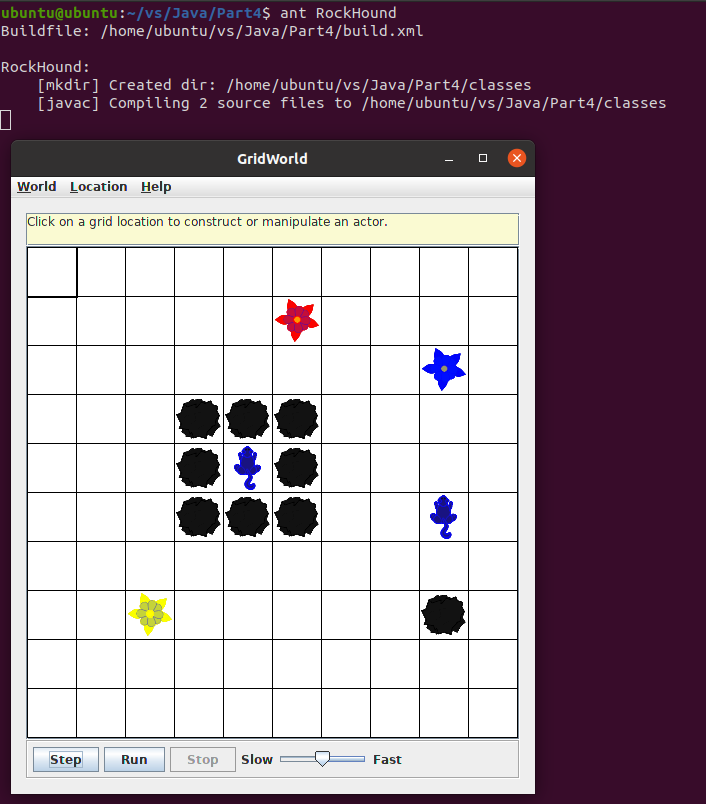 ubuntu@ubuntu:~/vs/Java/Part4$ ant RockHound
Buildfile: /home/ubuntu/vs/Java/Part4/build.xml
RockHound:
[mkdir] Created dir: /home/ubuntu/vs/Java/Part4/classes
[javac] Compiling 2 source files to /home/ubuntu/vs/Java/Part4/classes
GridWorld
World Location Help
Click on a grid location to construct or manipulate an actor.
Step Run Stop Slow Fast